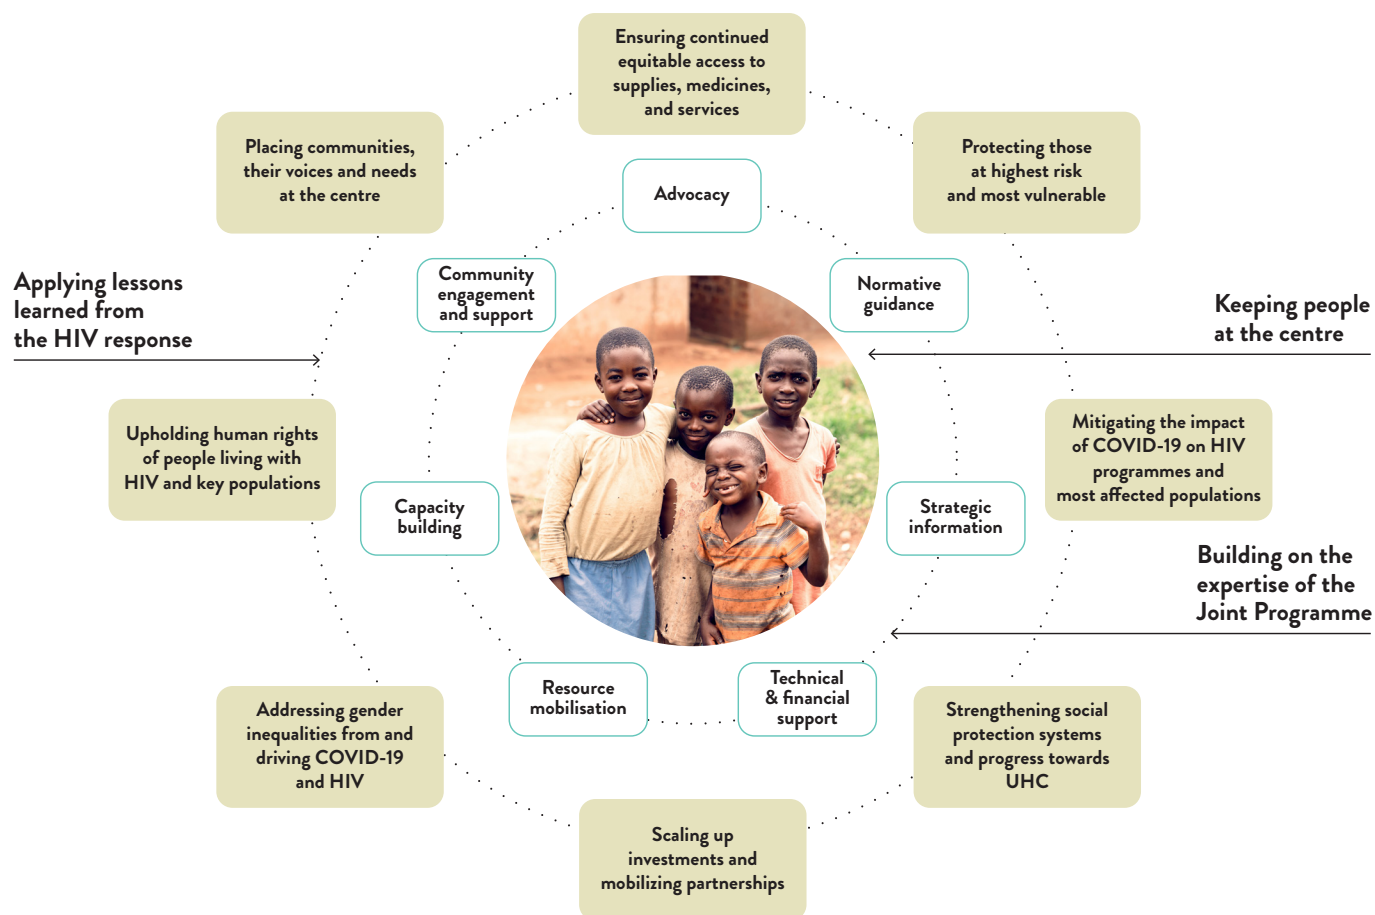 Ensuring continued
equitable access to
supplies, medicines,
and services
Placing communities,
their voices and needs
at the centre
Protecting those
at highest risk
and most vulnerable
Advocacy
Community
engagement
and support
Normative
guidance
Applying lessons
learned from
the HIV response
Keeping people
at the centre
Upholding human rights
of people living with
HIV and key populations
Mitigating the impact
of COVID-19 on HIV
programmes and
most affected populations
Capacity
building
Strategic
information
Building on the
expertise of the
Joint Programme
Resource
mobilisation
Technical
& financial
support
Addressing gender
inequalities from and
driving COVID-19
and HIV
Strengthening social
protection systems
and progress towards
UHC
Scaling up
investments and
mobilizing partnerships